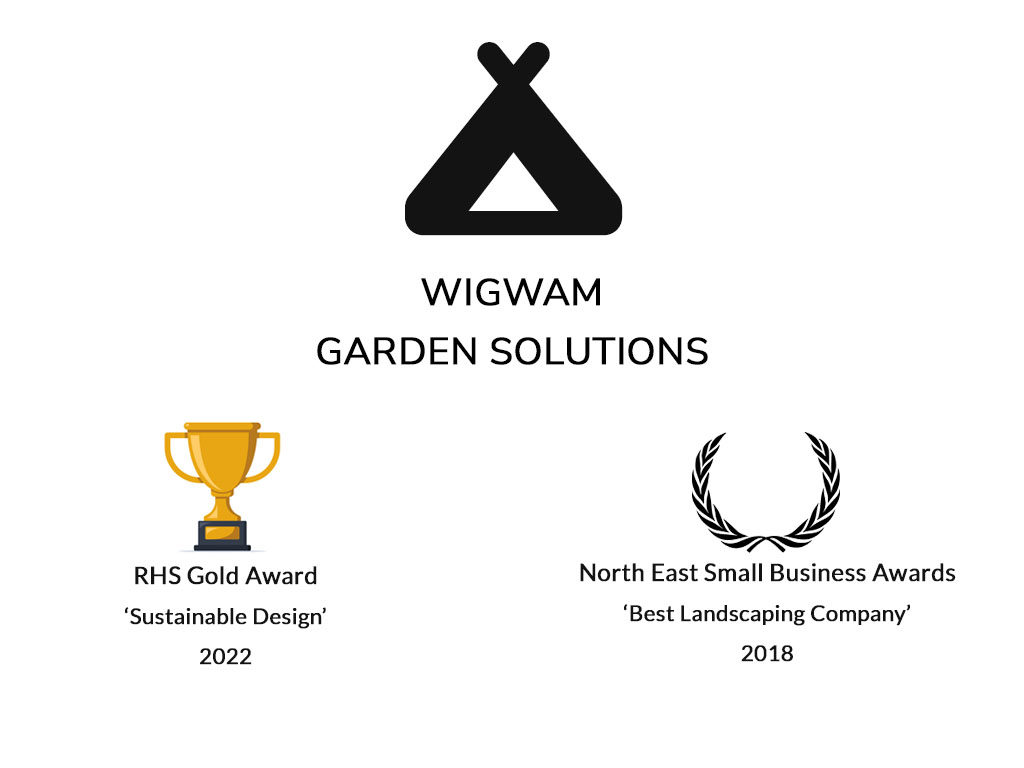 WIGWAM
GARDEN SOLUTIONS
RHS Gold Award
‘Sustainable Design’
2022
North East Small Business Awards
‘Best Landscaping Company’
2018